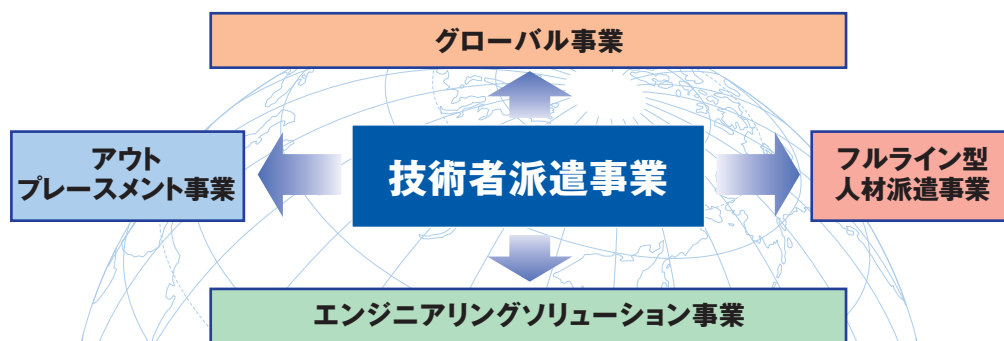 グローバル事業
アウト
プレースメント事業
技術者派遣事業
フルライン型
人材派遣事業
エンジニアリングソリューション事業